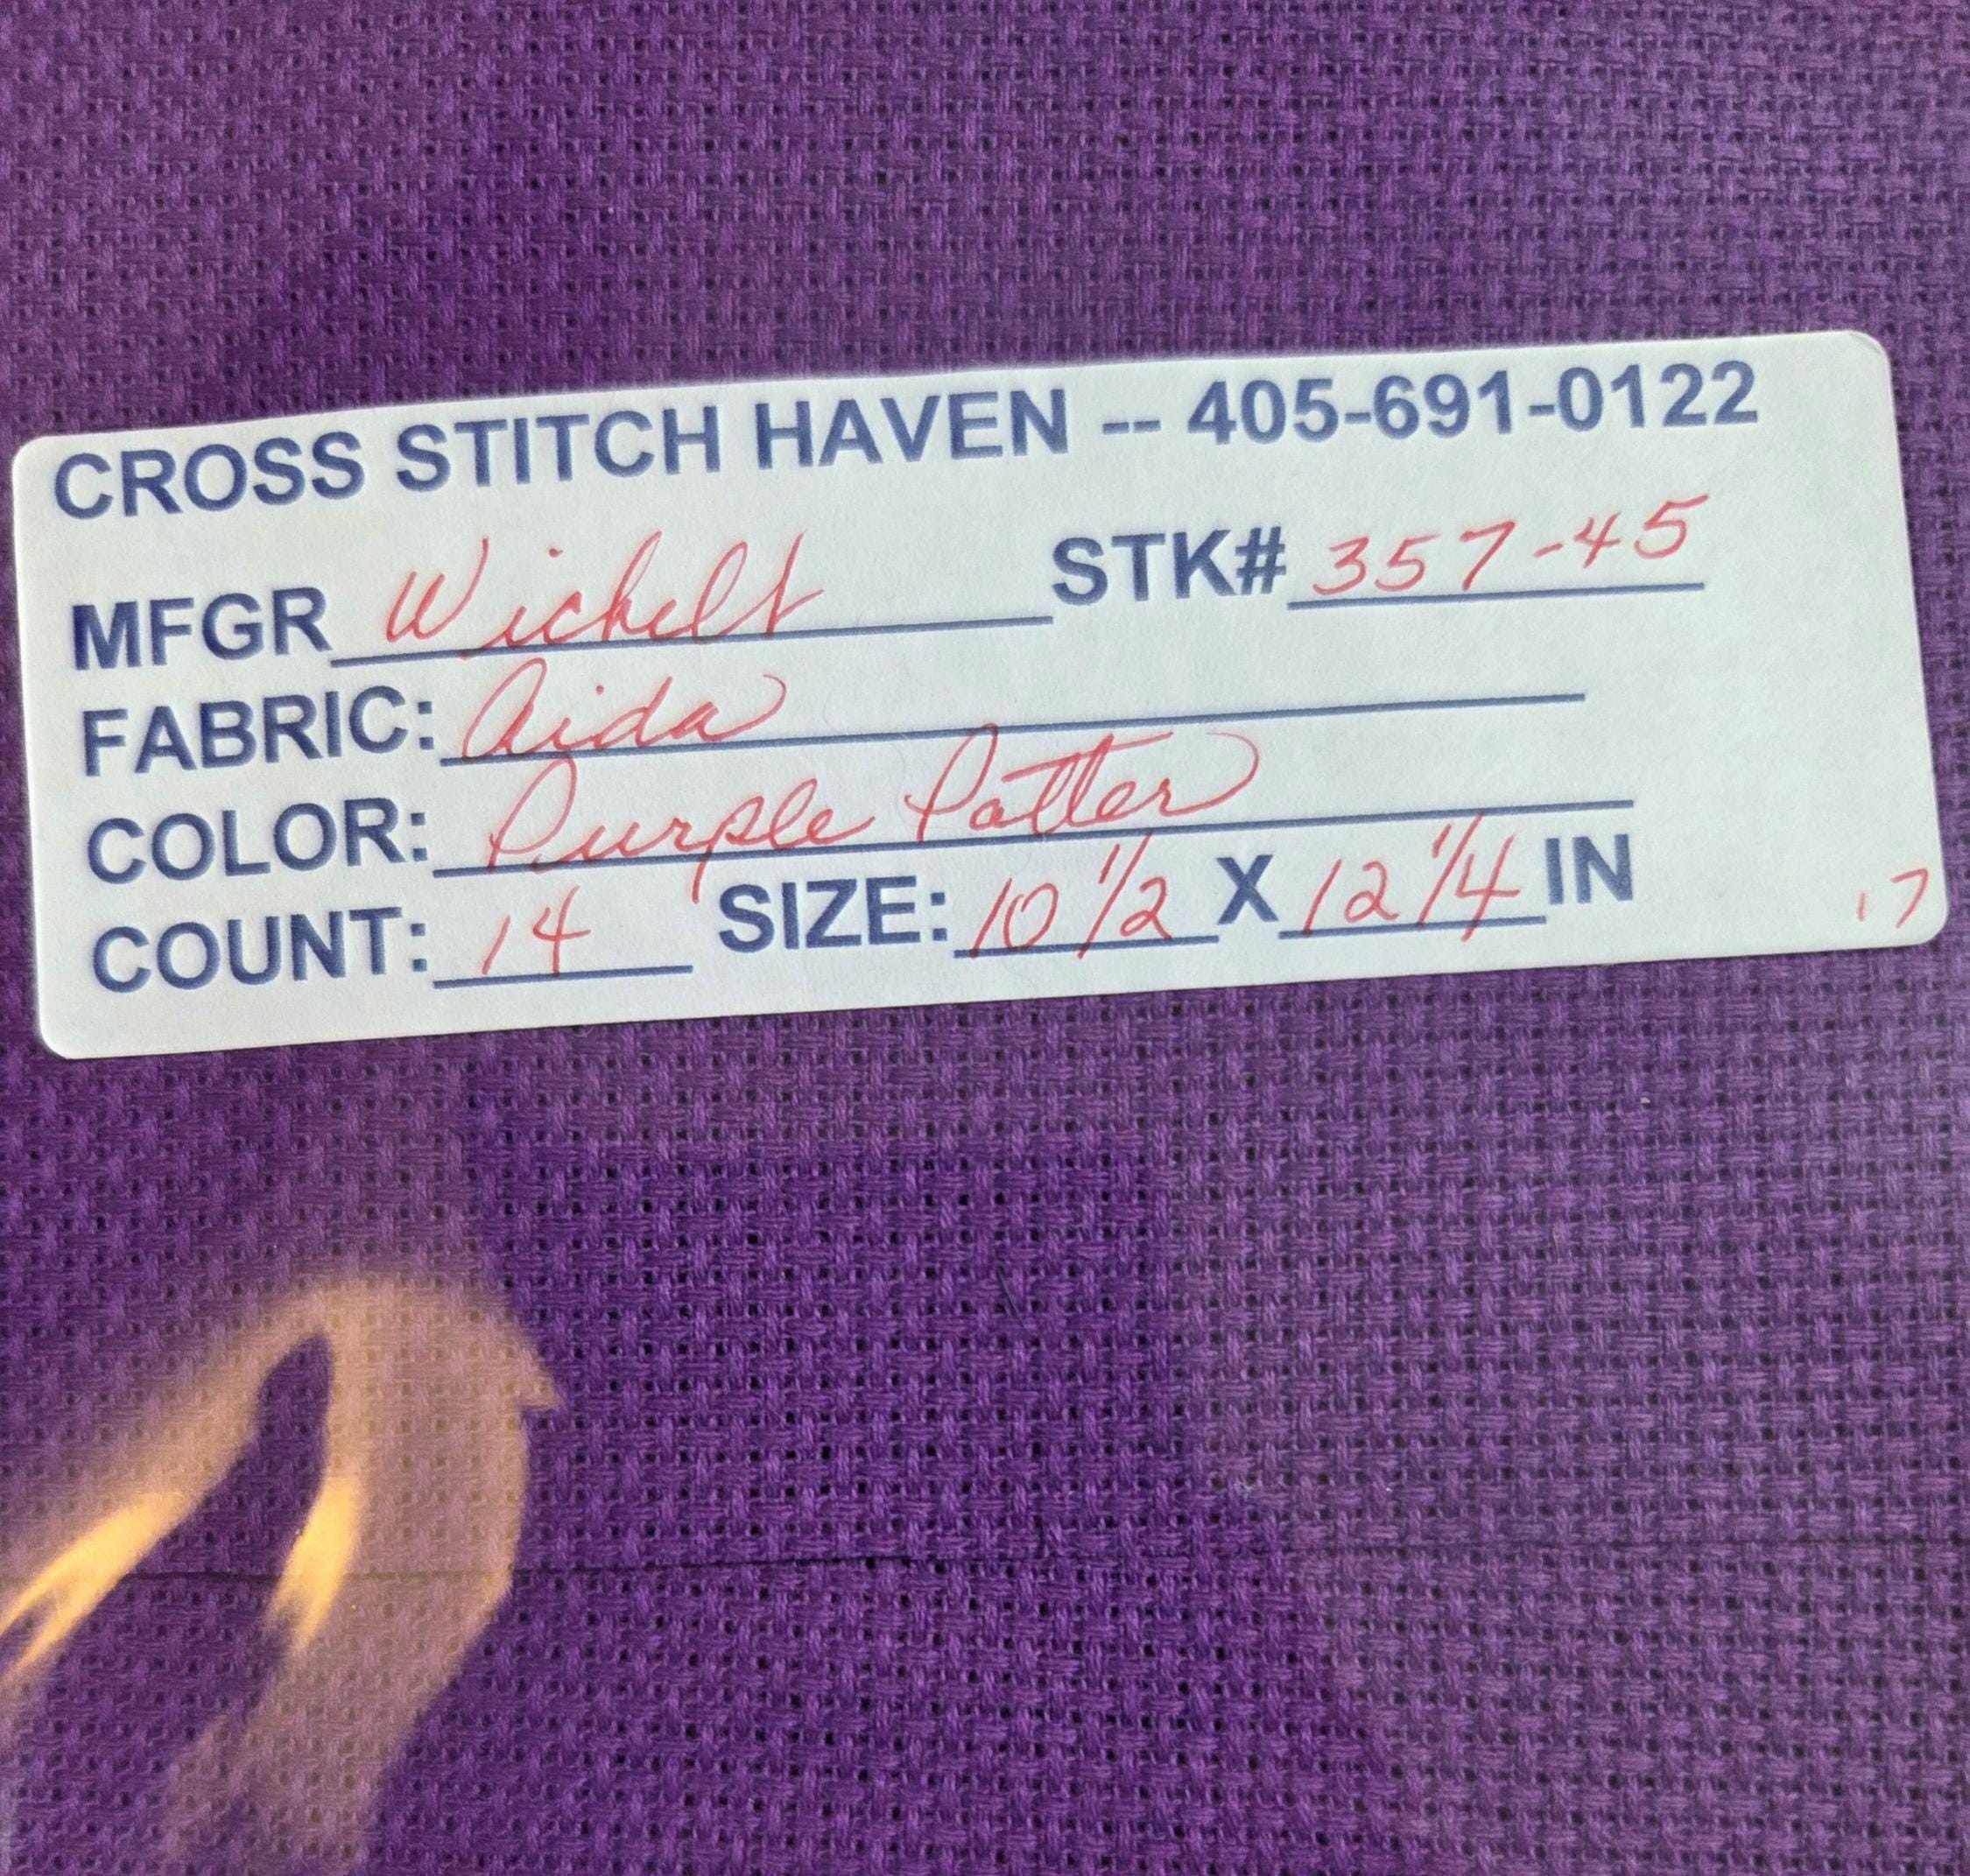 CROSS STITCH HAVEN -- 405-691-0122
MFGR Wichelt STK# 357-45
FABRIC: Aida
COLOR: Purple Patter
COUNT: 14 SIZE: 10 1/2 X 12 1/4 IN
17